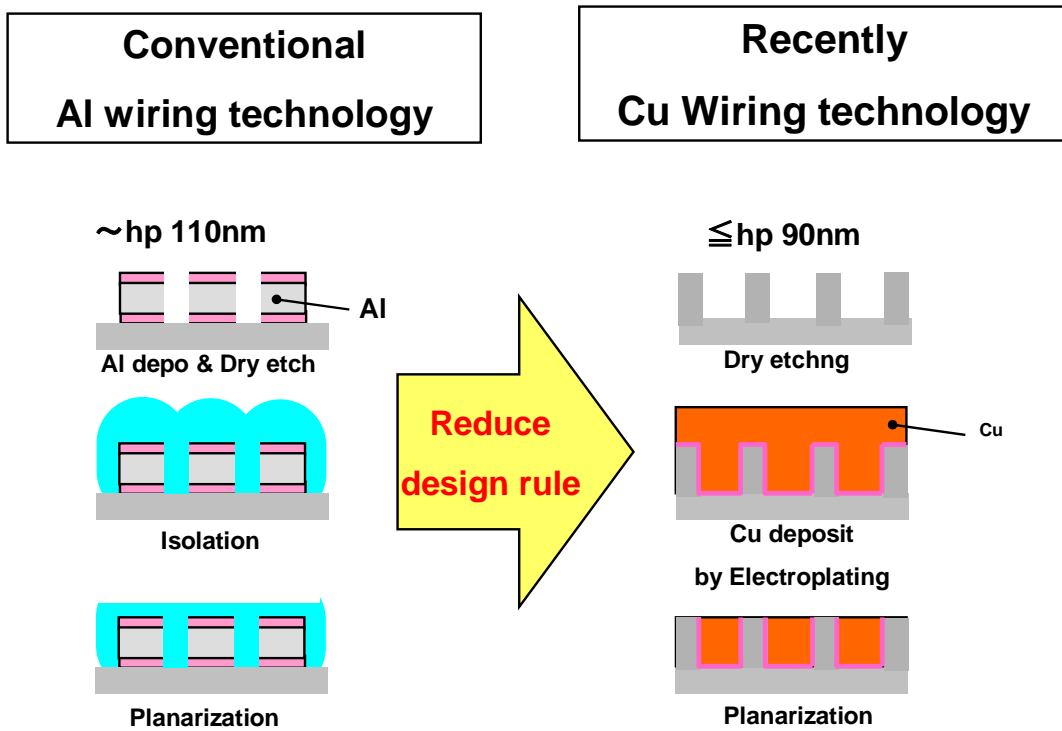 Conventional
Al wiring technology
Recently
Cu Wiring technology
～hp 110nm
Al
Al depo & Dry etch
Isolation
Planarization
Reduce
design rule
≦hp 90nm
Dry etchng
Cu
Cu deposit
by Electroplating
Planarization